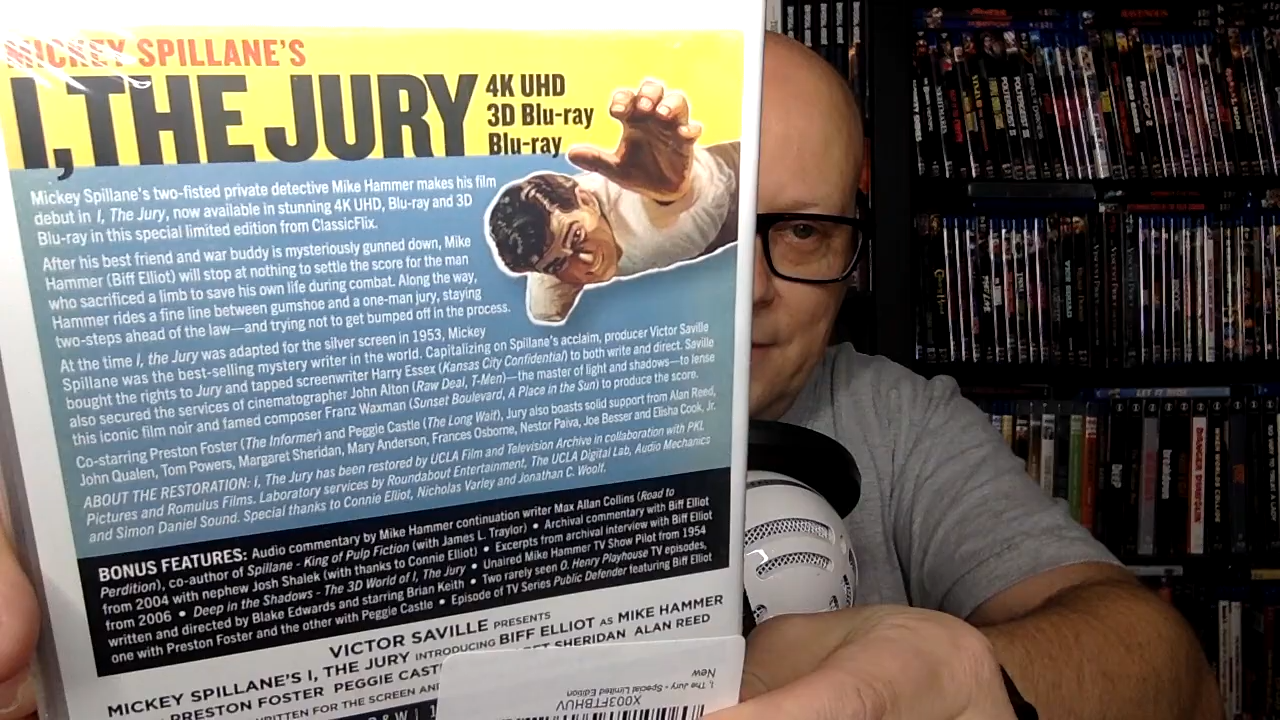 MICKEY SPILLANE'S
I, THE JURY
4K UHD
3D Blu-ray
Blu-ray
Mickey Spillane's two-fisted private detective Mike Hammer makes his film
debut in I, The Jury, now available in stunning 4K UHD, Blu-ray and 3D
Blu-ray in this special limited edition from ClassicFlix.
After his best friend and war buddy is mysteriously gunned down, Mike
Hammer (Biff Elliot) will stop at nothing to settle the score for the man
who sacrificed a limb to save his own life during combat. Along the way,
Hammer rides a fine line between gumshoe and a one-man jury, staying
two-steps ahead of the law—and trying not to get bumped off in the process.
At the time I, the Jury was adapted for the silver screen in 1953, Mickey
Spillane was the best-selling mystery writer in the world. Capitalizing on Spillane's acclaim, producer Victor Saville
bought the rights to Jury and tapped screenwriter Harry Essex (Kansas City Confidential) to both write and direct. Saville
also secured the services of cinematographer John Alton (Raw Deal, T-Men)—the master of light and shadows—to lense
this iconic film noir and famed composer Franz Waxman (Sunset Boulevard, A Place in the Sun) to produce the score.
Co-starring Preston Foster (The Informer) and Peggie Castle (The Long Wait), Jury also boasts solid support from Alan Reed,
John Qualen, Tom Powers, Margaret Sheridan, Mary Anderson, Frances Osborne, Nestor Paiva, Joe Besser and Elisha Cook, Jr.
ABOUT THE RESTORATION: I, The Jury has been restored by UCLA Film and Television Archive in collaboration with PKL
Pictures and Romulus Films. Laboratory services by Roundabout Entertainment, The UCLA Digital Lab, Audio Mechanics
and Simon Daniel Sound. Special thanks to Connie Elliot, Nicholas Varley and Jonathan C. Woolf.
BONUS FEATURES: Audio commentary by Mike Hammer continuation writer Max Allan Collins (Road to
Perdition), co-author of Spillane - King of Pulp Fiction (with James L. Traylor) • Archival commentary with Biff Elliot
from 2004 with nephew Josh Shalek (with thanks to Connie Elliot) • Excerpts from archival interview with Biff Elliot
from 2006 • Deep in the Shadows - The 3D World of I, The Jury • Unaired Mike Hammer TV Show Pilot from 1954
written and directed by Blake Edwards and starring Brian Keith • Two rarely seen O. Henry Playhouse TV episodes,
one with Preston Foster and the other with Peggie Castle • Episode of TV Series Public Defender featuring Biff Elliot
VICTOR SAVILLE PRESENTS
MICKEY SPILLANE'S I, THE JURY INTRODUCING BIFF ELLIOT AS MIKE HAMMER
PRESTON FOSTER PEGGIE CAST SHERIDAN ALAN REED
WRITTEN FOR THE SCREEN AN
X003FTBHUV
I, The Jury - Special Limited Edition
New